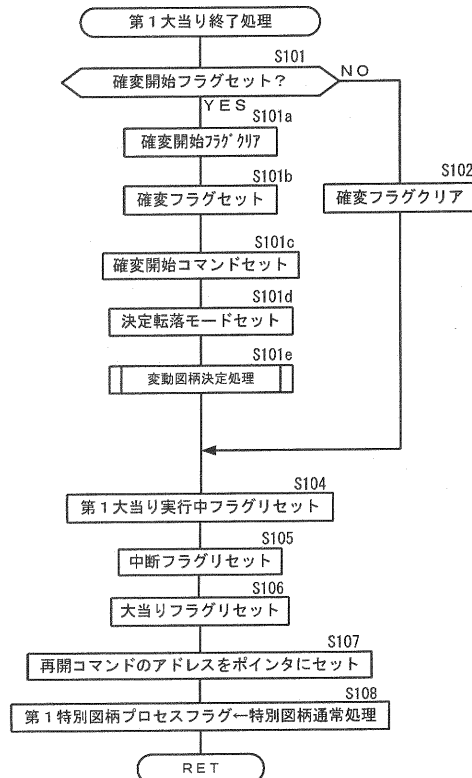 第1大当り終了処理
S101
確変開始フラグセット?
NO
YES
S101a
確変開始フラグクリア
S101b
確変フラグセット
S102
確変フラグクリア
S101c
確変開始コマンドセット
S101d
決定転落モードセット
S101e
変動図柄決定処理
S104
第1大当り実行中フラグリセット
S105
中断フラグリセット
S106
大当りフラグリセット
S107
再開コマンドのアドレスをポインタにセット
S108
第1特別図柄プロセスフラグ←特別図柄通常処理
RET